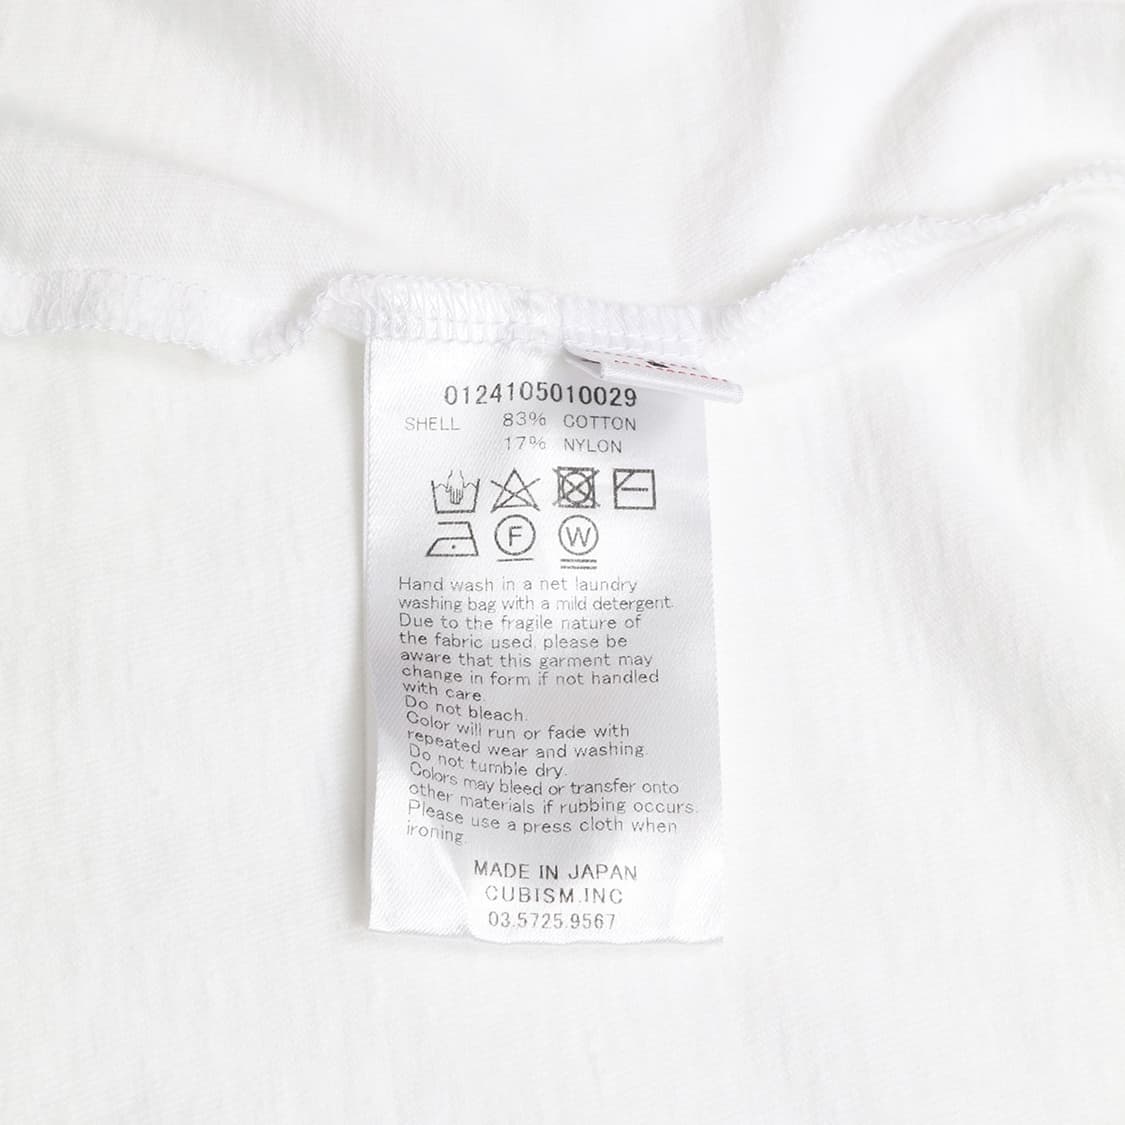 0124105010029
SHELL 83% COTTON
17% NYLON
F W
Hand wash in a net laundry
washing bag with a mild detergent.
Due to the fragile nature of
the fabric used, please be
aware that this garment may
change in form if not handled
with care.
Do not bleach.
Color will run or fade with
repeated wear and washing.
Do not tumble dry.
Colors may bleed or transfer onto
other materials if rubbing occurs.
Please use a press cloth when
ironing.
MADE IN JAPAN
CUBISM.INC
03.5725.9567